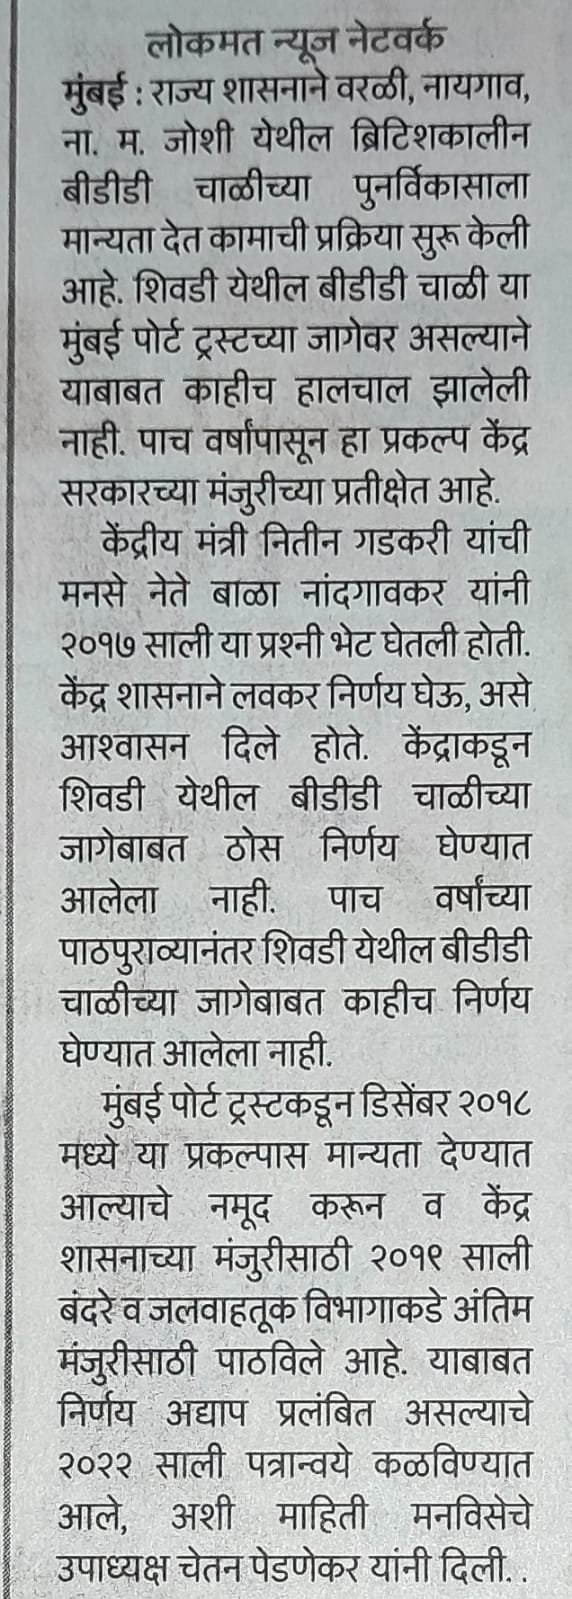 लोकमत न्यूज नेटवर्क
मुंबई : राज्य शासनाने वरळी, नायगाव,
ना. म. जोशी येथील ब्रिटिशकालीन
बीडीडी चाळीच्या पुनर्विकासाला
मान्यता देत कामाची प्रक्रिया सुरू केली
आहे. शिवडी येथील बीडीडी चाळी या
मुंबई पोर्ट ट्रस्टच्या जागेवर असल्याने
याबाबत काहीच हालचाल झालेली
नाही. पाच वर्षांपासून हा प्रकल्प केंद्र
सरकारच्या मंजुरीच्या प्रतीक्षेत आहे.
केंद्रीय मंत्री नितीन गडकरी यांची
मनसे नेते बाळा नांदगावकर यांनी
२०१७ साली या प्रश्नी भेट घेतली होती.
केंद्र शासनाने लवकर निर्णय घेऊ, असे
आश्वासन दिले होते. केंद्राकडून
शिवडी येथील बीडीडी चाळीच्या
जागेबाबत ठोस निर्णय घेण्यात
आलेला नाही. पाच वर्षांच्या
पाठपुराव्यानंतर शिवडी येथील बीडीडी
चाळीच्या जागेबाबत काहीच निर्णय
घेण्यात आलेला नाही.
मुंबई पोर्ट ट्रस्टकडून डिसेंबर २०१८
मध्ये या प्रकल्पास मान्यता देण्यात
आल्याचे नमूद करून व केंद्र
शासनाच्या मंजुरीसाठी २०१९ साली
बंदरे व जलवाहतूक विभागाकडे अंतिम
मंजुरीसाठी पाठविले आहे. याबाबत
निर्णय अद्याप प्रलंबित असल्याचे
२०२२ साली पत्रान्वये कळविण्यात
आले, अशी माहिती मनविसेचे
उपाध्यक्ष चेतन पेडणेकर यांनी दिली. .